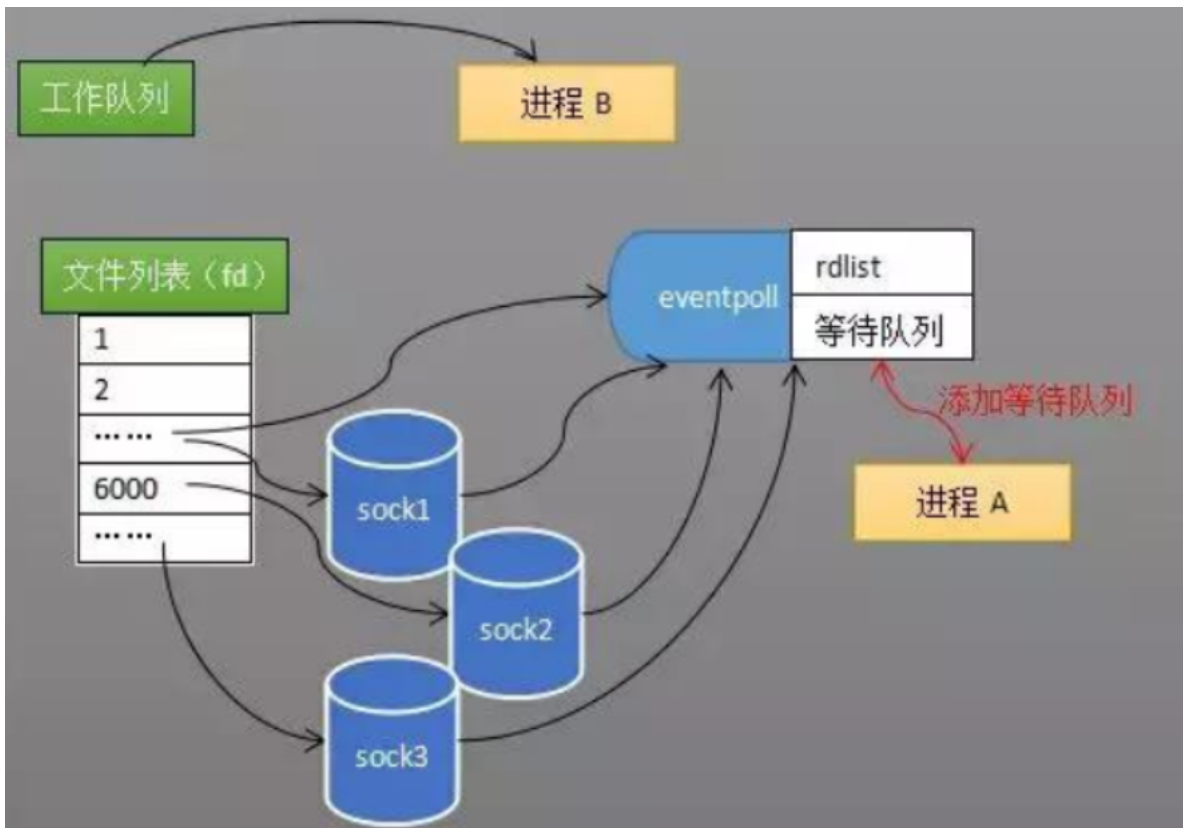 工作队列
进程 B
文件列表（fd）
1
2
……
6000
……
eventpoll
rdlist
等待队列
添加等待队列
进程 A
sock1
sock2
sock3